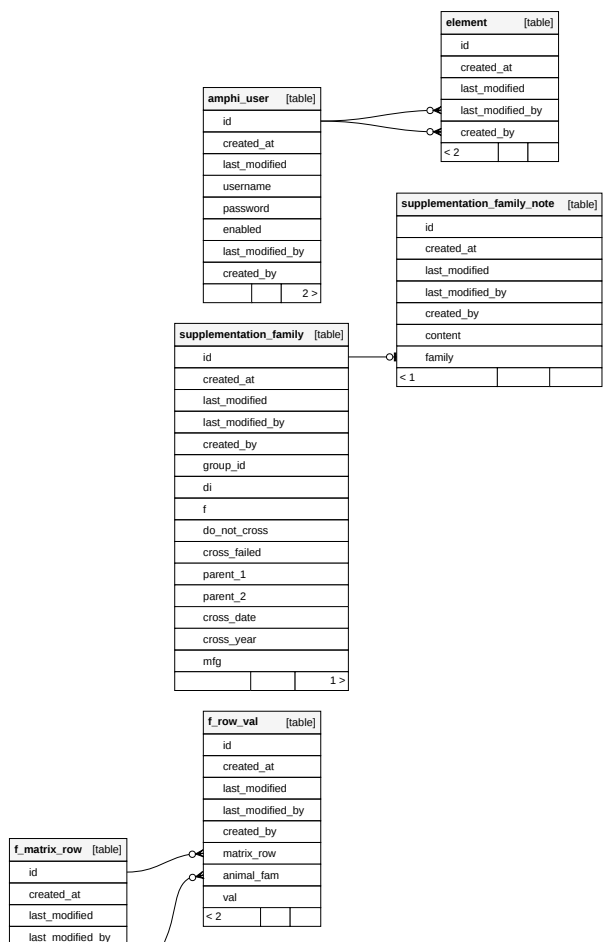 element [table]
id
created_at
last_modified
last_modified_by
created_by
< 2
amphi_user [table]
id
created_at
last_modified
username
password
enabled
last_modified_by
created_by
2 >
supplementation_family_note [table]
id
created_at
last_modified
last_modified_by
created_by
content
family
< 1
supplementation_family [table]
id
created_at
last_modified
last_modified_by
created_by
group_id
di
f
do_not_cross
cross_failed
parent_1
parent_2
cross_date
cross_year
mfg
1 >
f_row_val [table]
id
created_at
last_modified
last_modified_by
created_by
matrix_row
animal_fam
val
< 2
f_matrix_row [table]
id
created_at
last_modified
last_modified_by